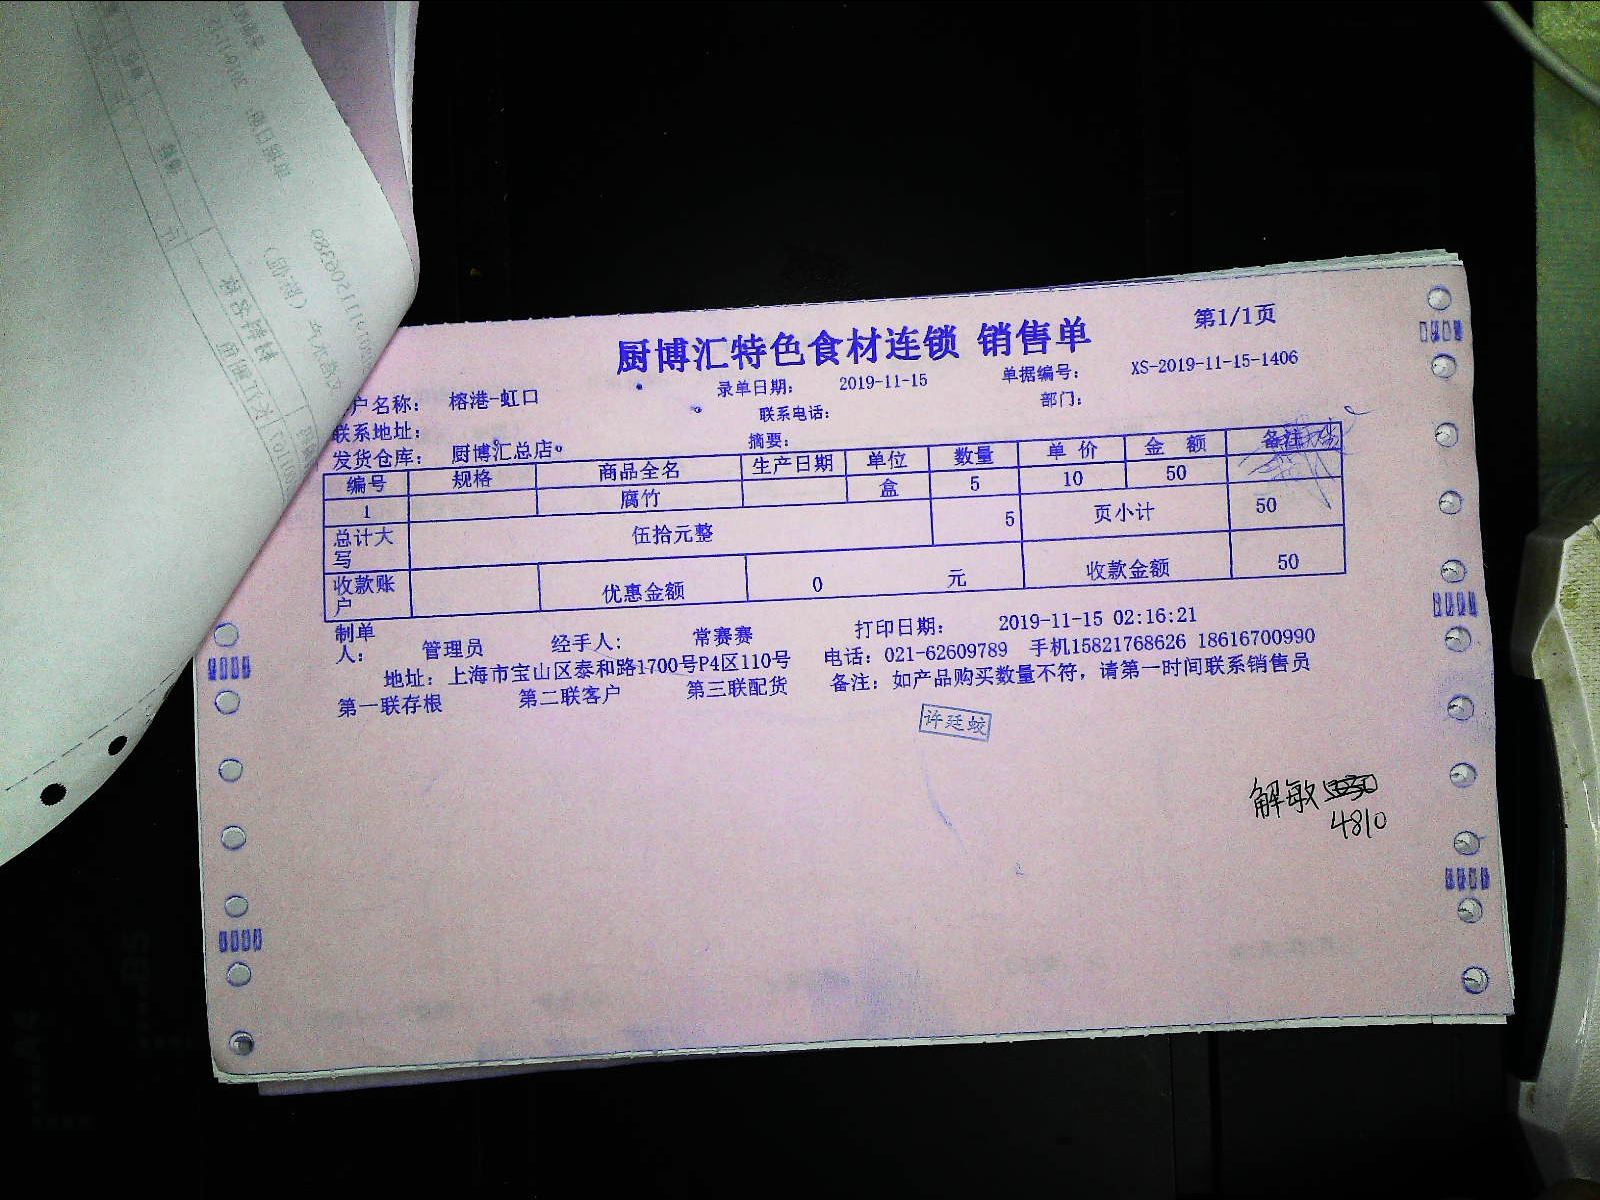 厨博汇特色食材连锁 销售单 第1/1页
户名称: 榕港-虹口 录单日期: 2019-11-15 单据编号: XS-2019-11-15-1406
联系地址: 联系电话: 部门:
发货仓库: 厨博汇总店 摘要:
编号 规格 商品全名 生产日期 单位 数量 单 价 金 额 备注
1 腐竹 盒 5 10 50
总计大写 伍拾元整 5 页小计 50
收款账户 优惠金额 0 元 收款金额 50
制单人: 管理员 经手人: 常赛赛 打印日期: 2019-11-15 02:16:21
地址: 上海市宝山区泰和路1700号P4区110号 电话: 021-62609789 手机15821768626 18616700990
第一联存根 第二联客户 第三联配货 备注: 如产品购买数量不符,请第一时间联系销售员
许廷蛟
解敏
4810